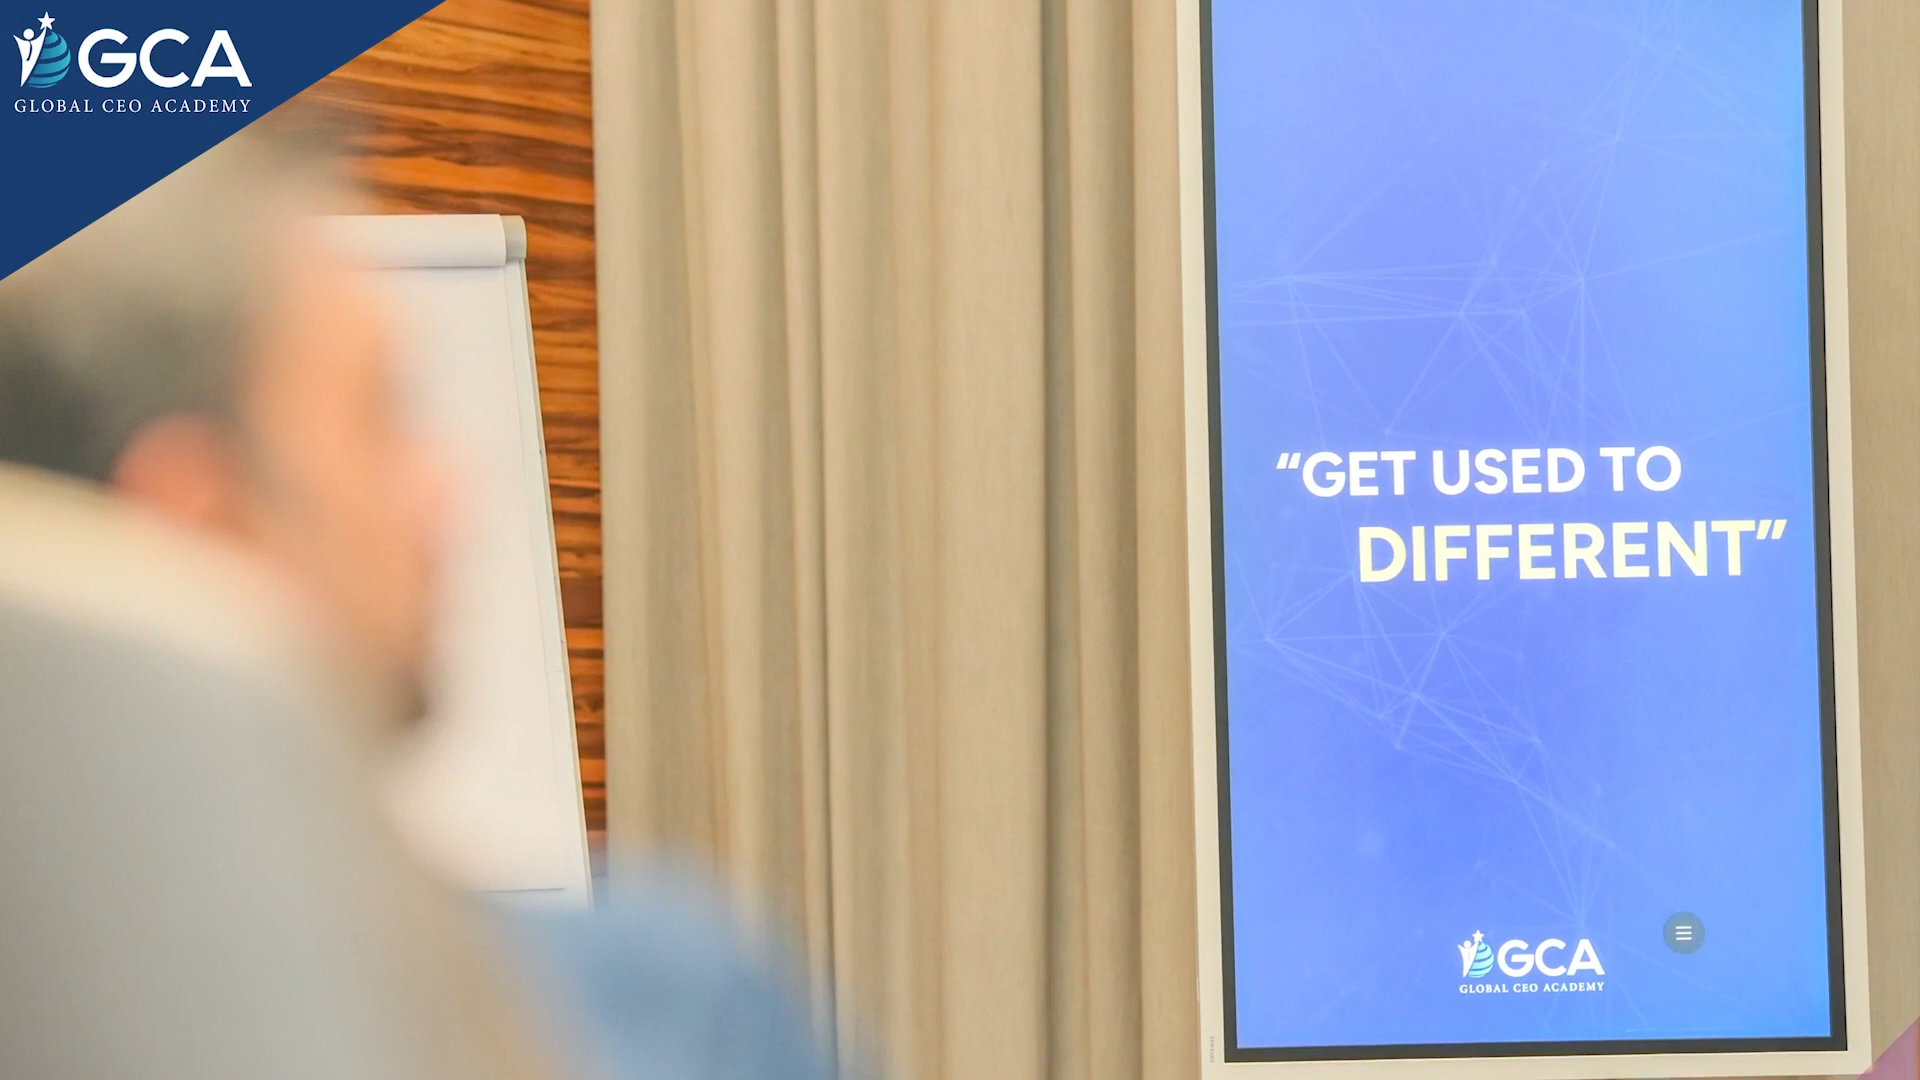 GCA
GLOBAL CEO ACADEMY
“GET USED TO
DIFFERENT”
GCA
GLOBAL CEO ACADEMY